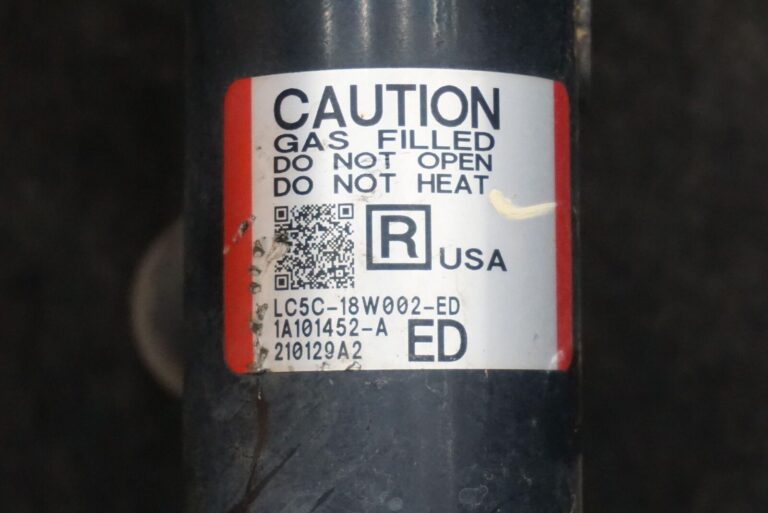 CAUTION
GAS FILLED
DO NOT OPEN
DO NOT HEAT
R USA
LC5C-18W002-ED
1A101452-A
210129A2 ED